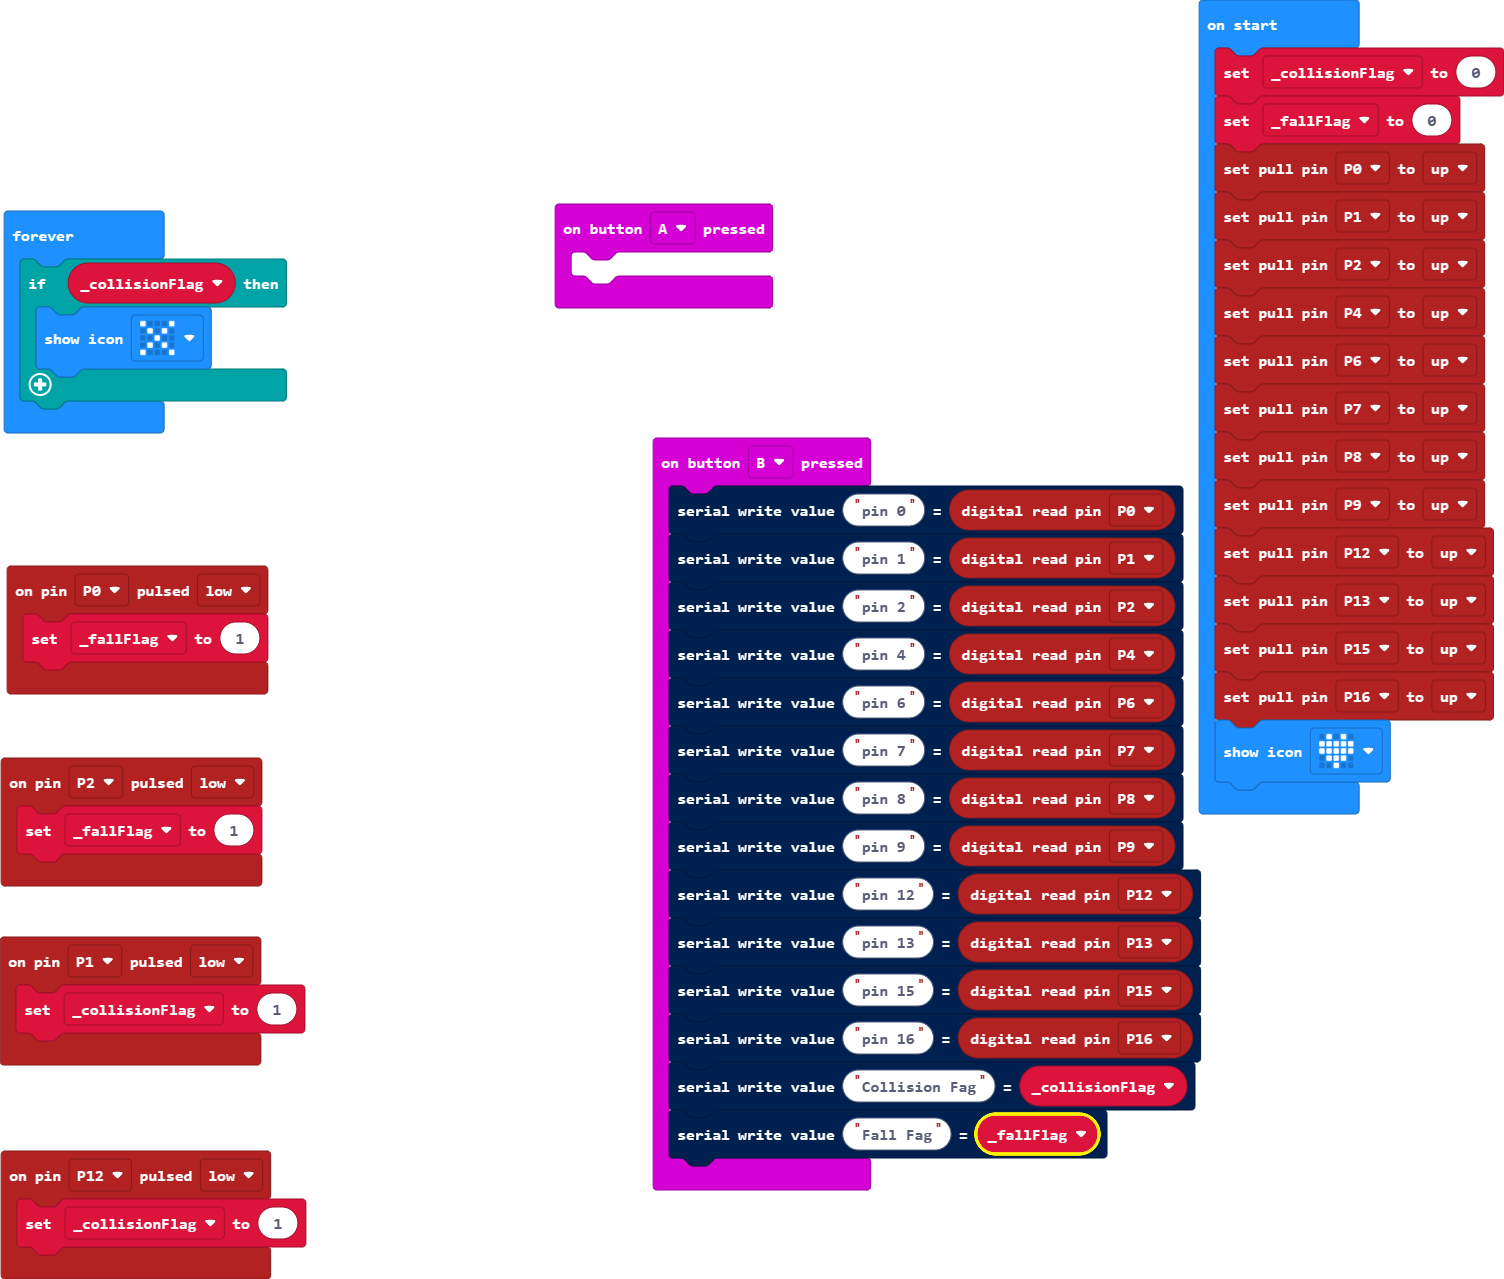 forever
if _collisionFlag then
show icon
on pin P0 pulsed low
set _fallFlag to 1
on pin P2 pulsed low
set _fallFlag to 1
on pin P1 pulsed low
set _collisionFlag to 1
on pin P12 pulsed low
set _collisionFlag to 1
on button A pressed
on button B pressed
serial write value "pin 0" = digital read pin P0
serial write value "pin 1" = digital read pin P1
serial write value "pin 2" = digital read pin P2
serial write value "pin 4" = digital read pin P4
serial write value "pin 6" = digital read pin P6
serial write value "pin 7" = digital read pin P7
serial write value "pin 8" = digital read pin P8
serial write value "pin 9" = digital read pin P9
serial write value "pin 12" = digital read pin P12
serial write value "pin 13" = digital read pin P13
serial write value "pin 15" = digital read pin P15
serial write value "pin 16" = digital read pin P16
serial write value "Collision Fag" = _collisionFlag
serial write value "Fall Fag" = _fallFlag
on start
set _collisionFlag to 0
set _fallFlag to 0
set pull pin P0 to up
set pull pin P1 to up
set pull pin P2 to up
set pull pin P4 to up
set pull pin P6 to up
set pull pin P7 to up
set pull pin P8 to up
set pull pin P9 to up
set pull pin P12 to up
set pull pin P13 to up
set pull pin P15 to up
set pull pin P16 to up
show icon